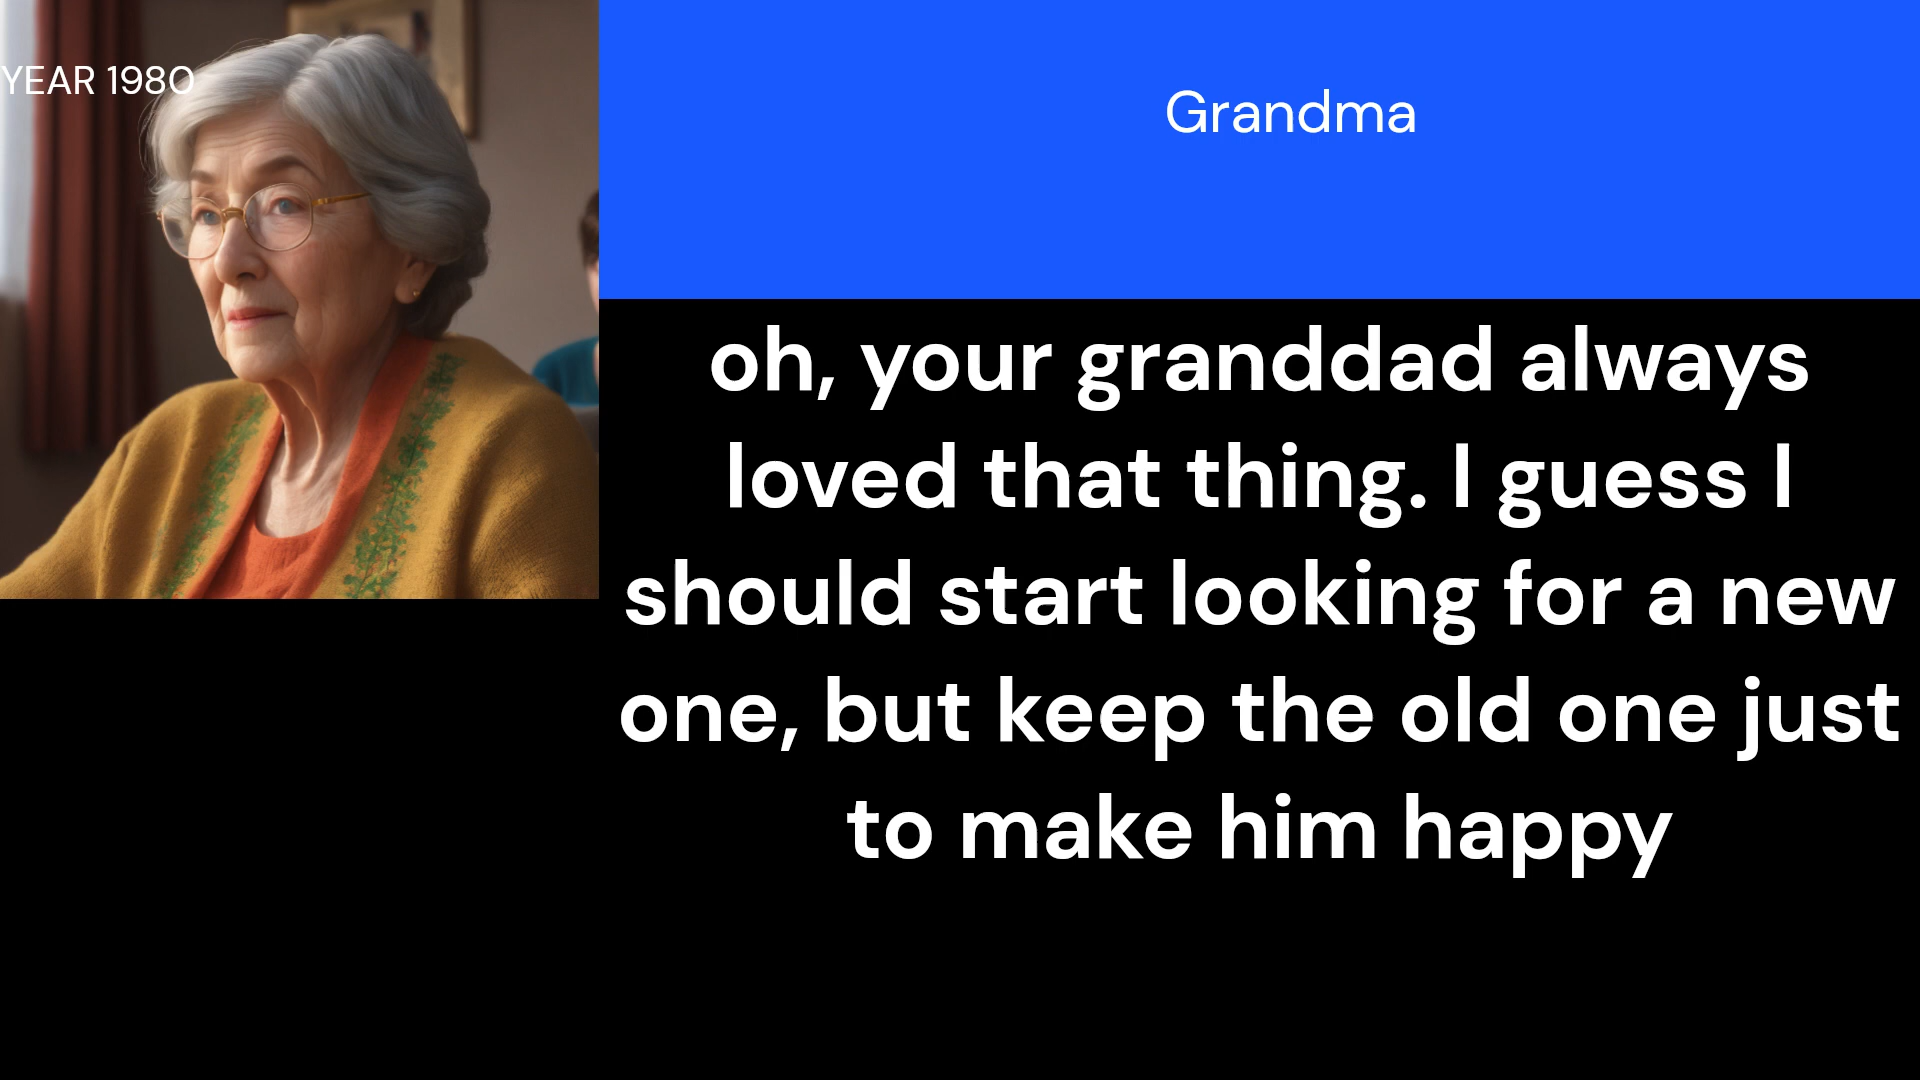 YEAR 1980
Grandma
oh, your granddad always
loved that thing. I guess I
should start looking for a new
one, but keep the old one just
to make him happy